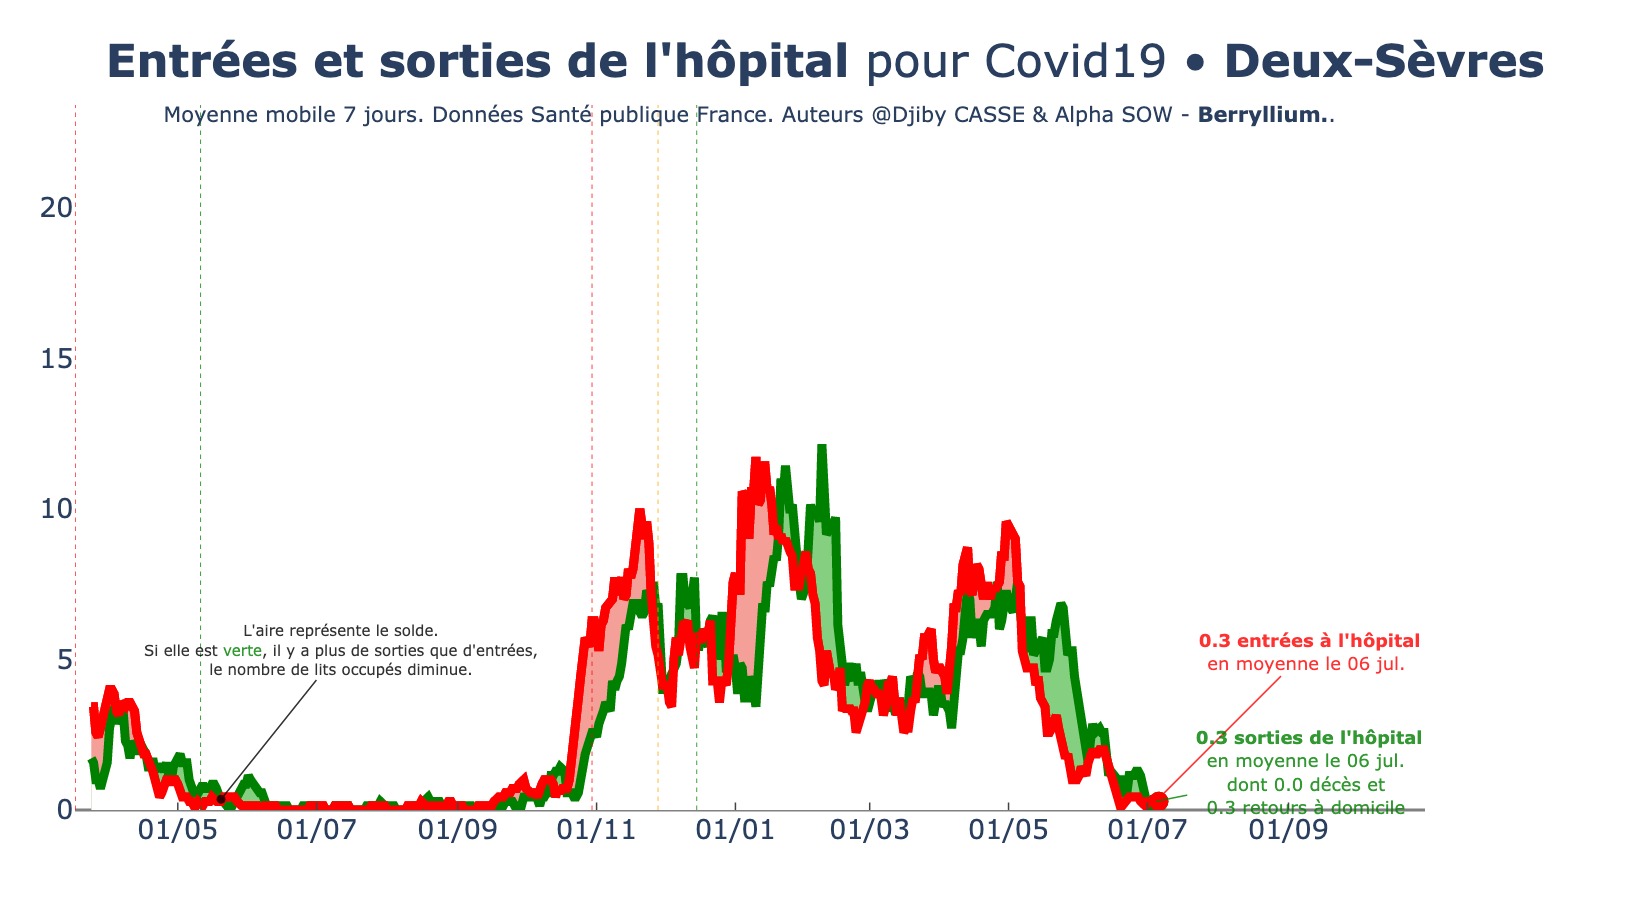 Entrées et sorties de l'hôpital pour Covid19 • Deux-Sèvres
Moyenne mobile 7 jours. Données Santé publique France. Auteurs @Djiby CASSE & Alpha SOW - Berryllium..
20
15
10
5
0
L'aire représente le solde.
Si elle est verte, il y a plus de sorties que d'entrées,
le nombre de lits occupés diminue.
0.3 entrées à l'hôpital
en moyenne le 06 jul.
0.3 sorties de l'hôpital
en moyenne le 06 jul.
dont 0.0 décès et
0.3 retours à domicile
01/05 01/07 01/09 01/11 01/01 01/03 01/05 01/07 01/09